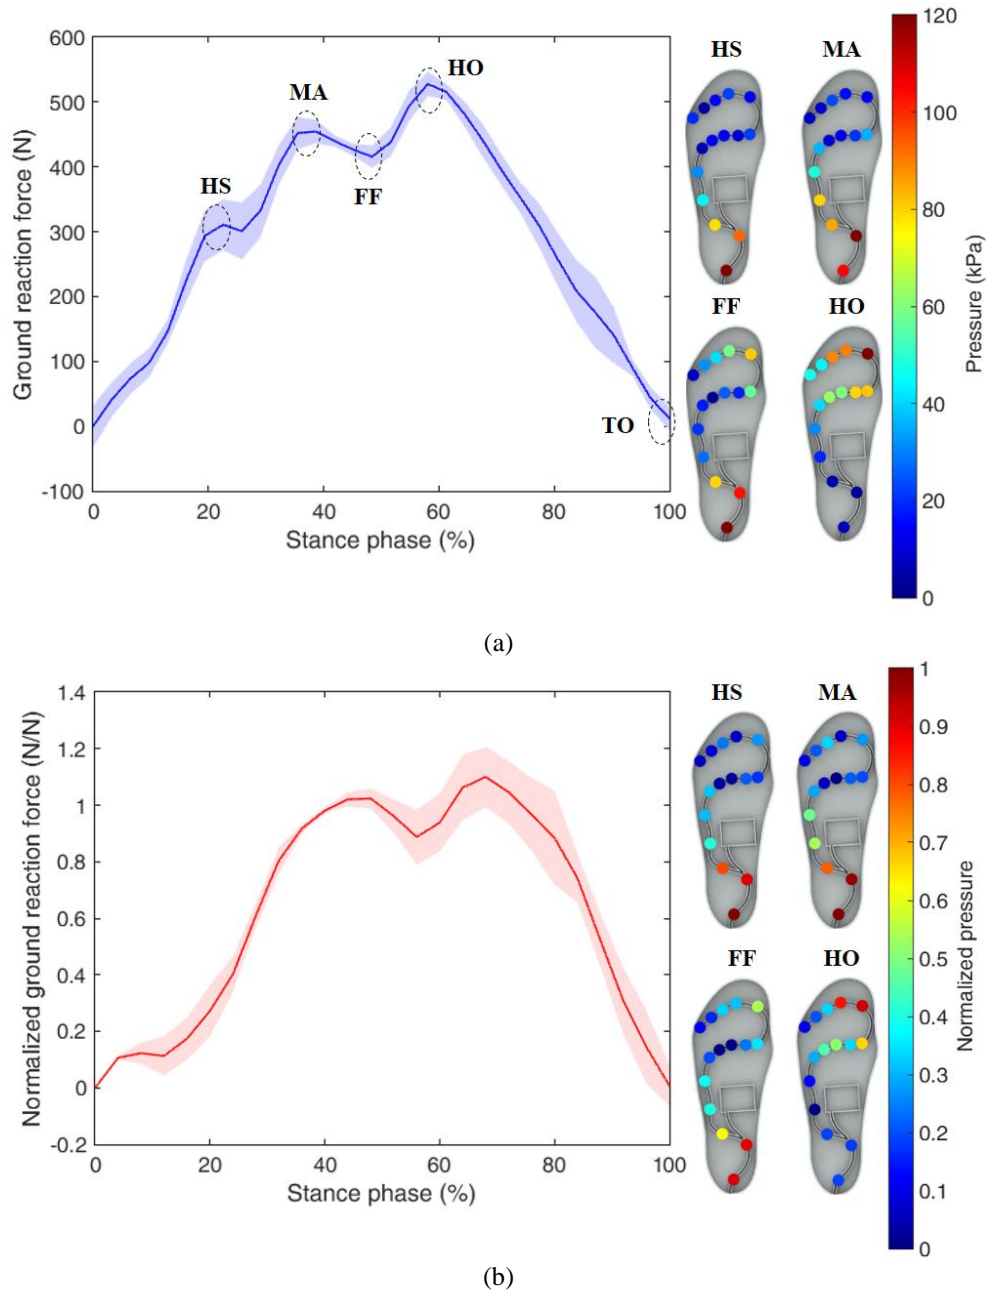 600
500
400
300
200
100
0
-100
Ground reaction force (N)
HS
MA
FF
HO
TO
0 20 40 60 80 100
Stance phase (%)
HS MA
FF HO
120
100
80
60
40
20
0
Pressure (kPa)
(a)
1.4
1.2
1
0.8
0.6
0.4
0.2
0
-0.2
Normalized ground reaction force (N/N)
0 20 40 60 80 100
Stance phase (%)
HS MA
FF HO
1
0.9
0.8
0.7
0.6
0.5
0.4
0.3
0.2
0.1
0
Normalized pressure
(b)